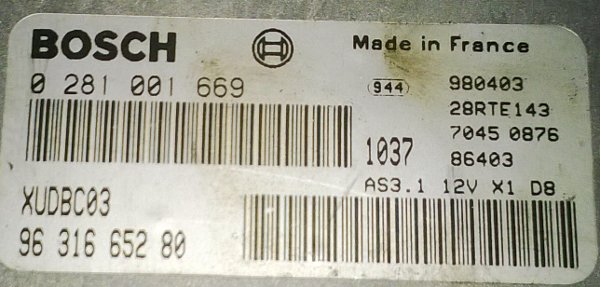 BOSCH
Made in France
0 281 001 669
944 980403
28RTE143
7045 0876
1037 86403
AS3.1 12V X1 D8
XUDBC03
96 316 652 80